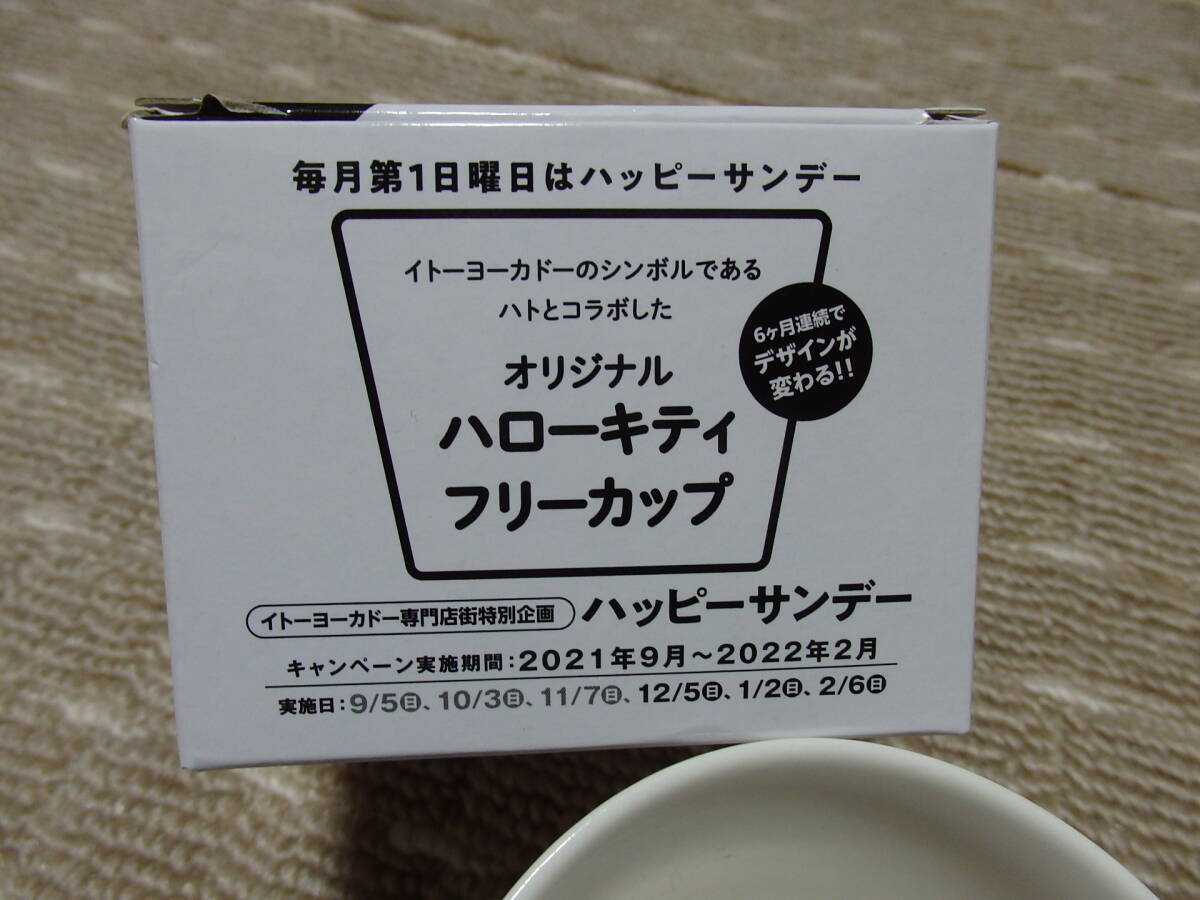 毎月第1日曜日はハッピーサンデー
イトーヨーカドーのシンボルである
ハトとコラボした
オリジナル
ハローキティ
フリーカップ
6ヶ月連続で
デザインが
変わる!!
イトーヨーカドー専門店街特別企画 ハッピーサンデー
キャンペーン実施期間:2021年9月～2022年2月
実施日:9/5㊐、10/3㊐、11/7㊐、12/5㊐、1/2㊐、2/6㊐